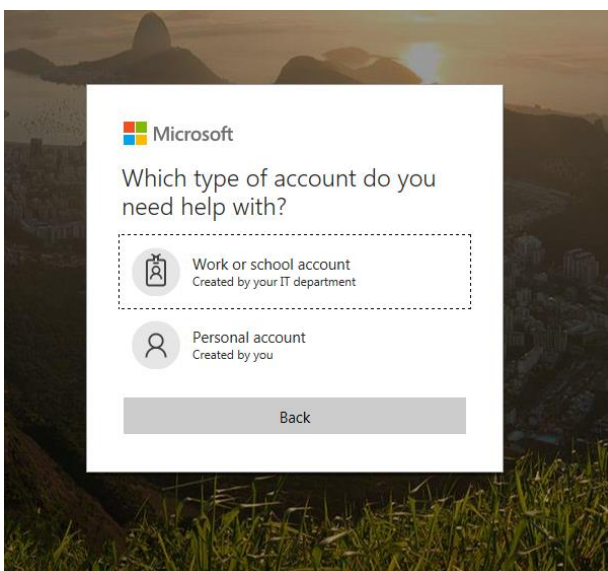 Microsoft
Which type of account do you
need help with?
Work or school account
Created by your IT department
Personal account
Created by you
Back